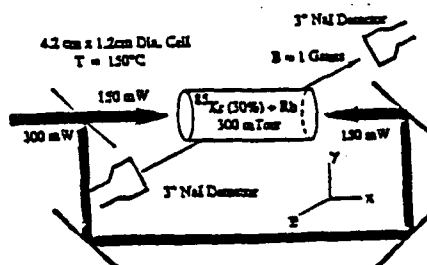 4.2 cm x 1.2cm Dia. Cell
T = 150°C
3" NaI Detector
B = 1 Gauss
150 mW
300 mW
85Kr (30%) + Rb
300 mTorr
150 mW
3" NaI Detector
y
x
z